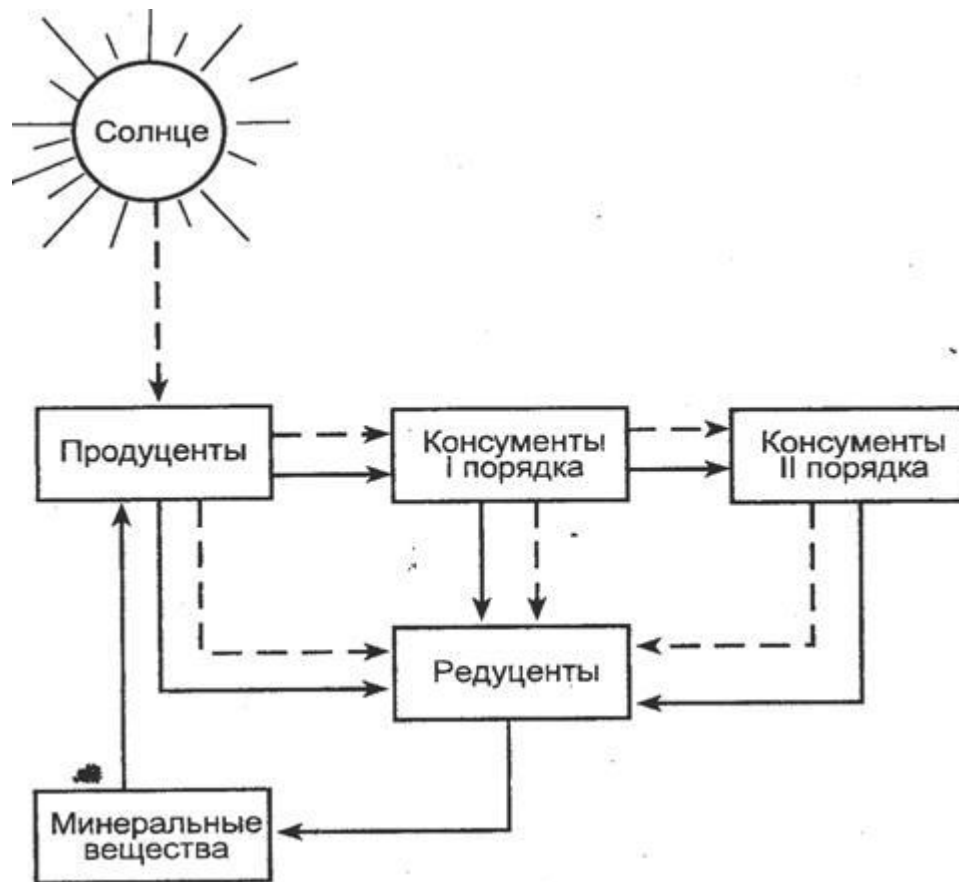 Солнце
Продуценты
Консументы
I порядка
Консументы
II порядка
Редуценты
Минеральные
вещества